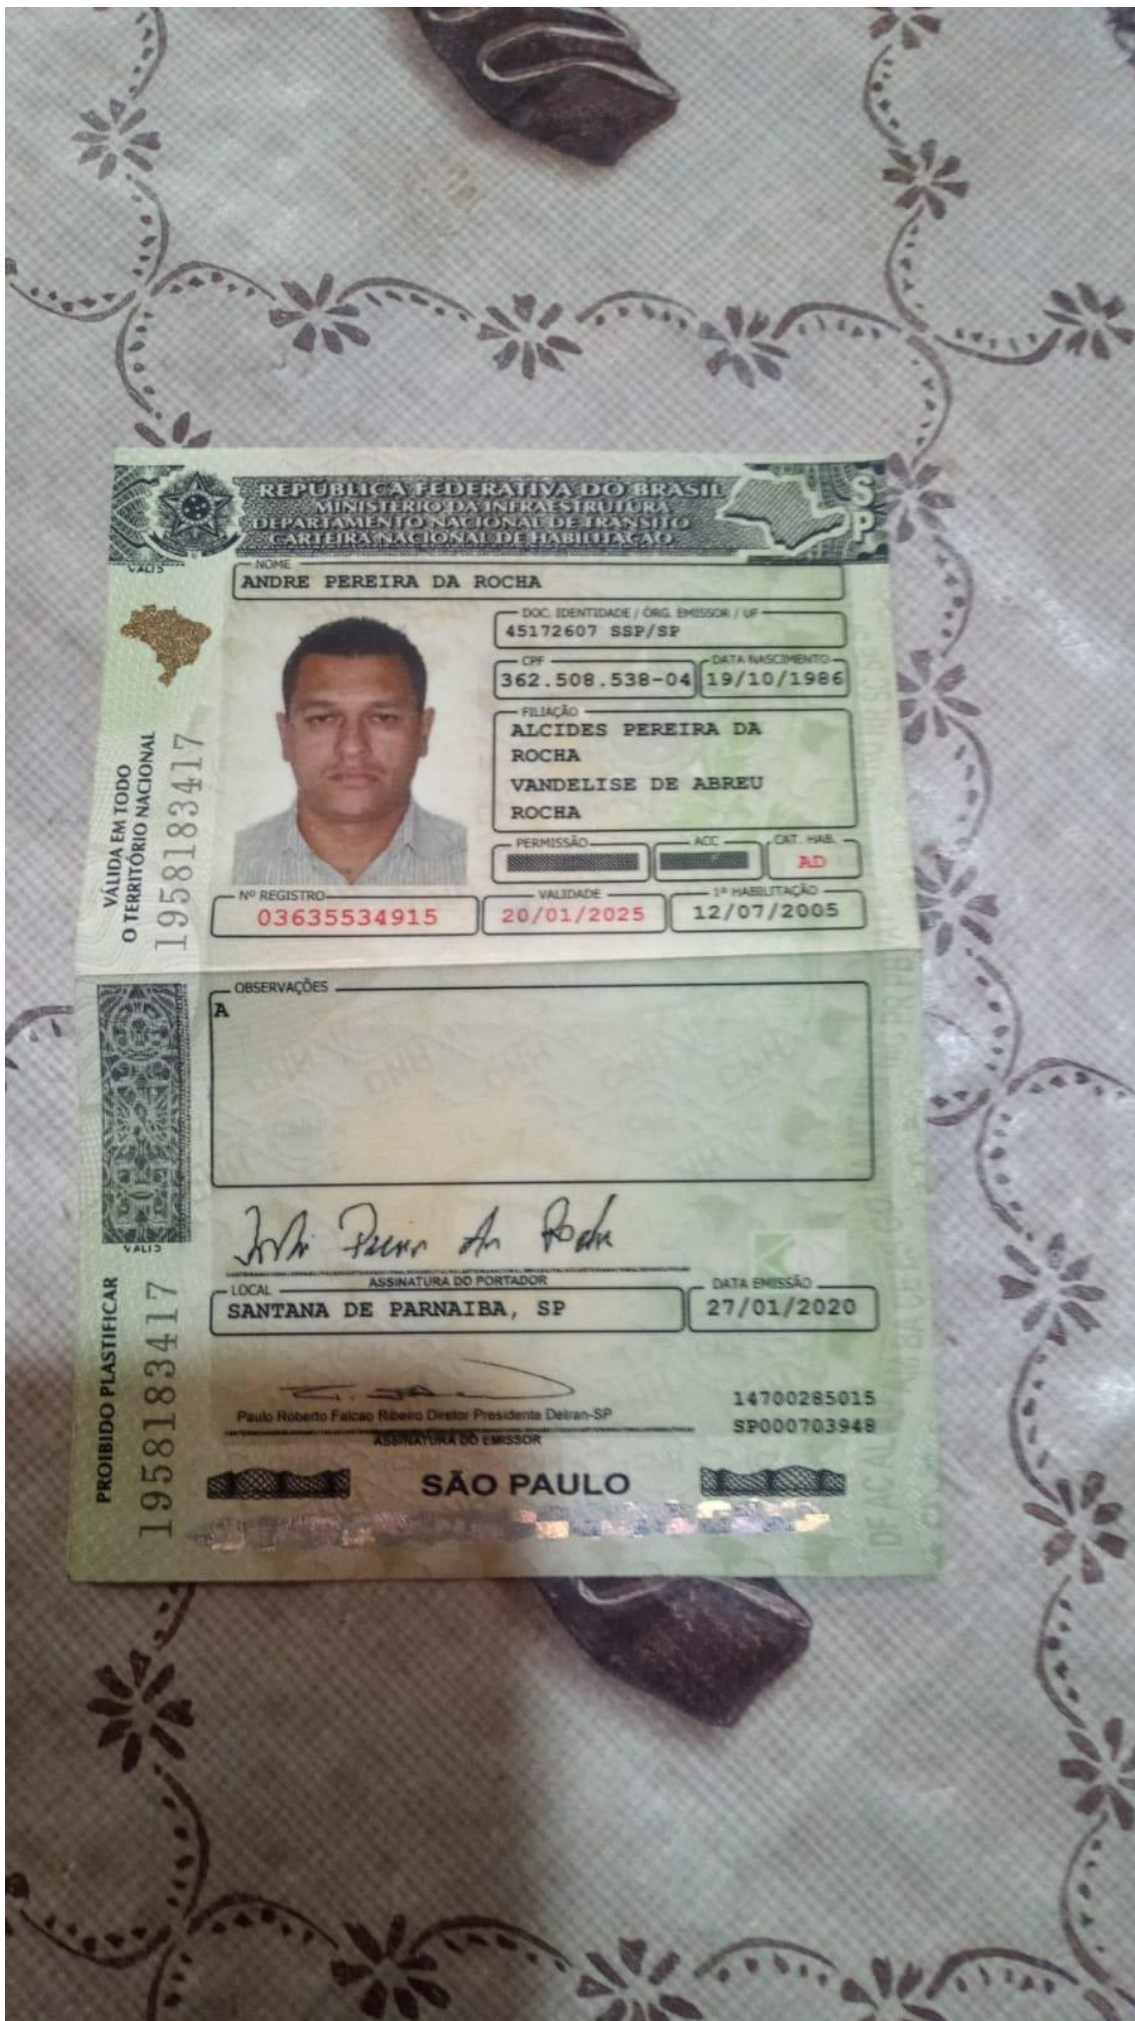 REPÚBLICA FEDERATIVA DO BRASIL
MINISTÉRIO DA INFRAESTRUTURA
DEPARTAMENTO NACIONAL DE TRÂNSITO
CARTEIRA NACIONAL DE HABILITAÇÃO
SP
VALID
NOME
ANDRE PEREIRA DA ROCHA
DOC. IDENTIDADE / ÓRG. EMISSOR / UF
45172607 SSP/SP
CPF
362.508.538-04
DATA NASCIMENTO
19/10/1986
FILIAÇÃO
ALCIDES PEREIRA DA
ROCHA
VANDELISE DE ABREU
ROCHA
PERMISSÃO
ACC
CAT. HAB.
AD
Nº REGISTRO
03635534915
VALIDADE
20/01/2025
1ª HABILITAÇÃO
12/07/2005
VÁLIDA EM TODO
O TERRITÓRIO NACIONAL
1958183417
OBSERVAÇÕES
A
VALID
ASSINATURA DO PORTADOR
LOCAL
SANTANA DE PARNAIBA, SP
DATA EMISSÃO
27/01/2020
Paulo Roberto Falcao Ribeiro Diretor Presidente Detran-SP
ASSINATURA DO EMISSOR
14700285015
SP000703948
SÃO PAULO
PROIBIDO PLASTIFICAR
1958183417